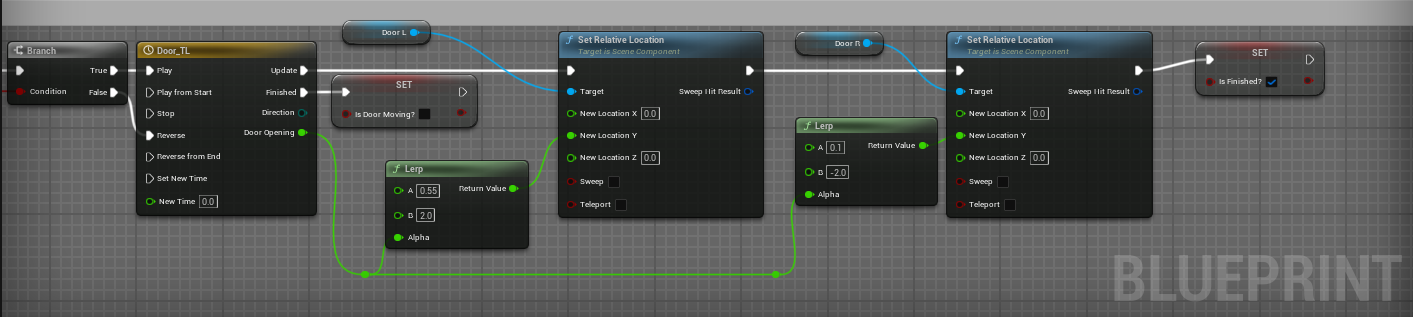 Branch
True
Condition
False
Door_TL
Play
Update
Play from Start
Finished
Stop
Direction
Reverse
Door Opening
Reverse from End
Set New Time
New Time 0.0
Door L
SET
Is Door Moving?
Lerp
A 0.55
Return Value
B 2.0
Alpha
Set Relative Location
Target is Scene Component
Target
Sweep Hit Result
New Location X 0.0
New Location Y
New Location Z 0.0
Sweep
Teleport
Door R
Lerp
A 0.1
Return Value
B -2.0
Alpha
Set Relative Location
Target is Scene Component
Target
Sweep Hit Result
New Location X 0.0
New Location Y
New Location Z 0.0
Sweep
Teleport
SET
Is Finished?
BLUEPRINT